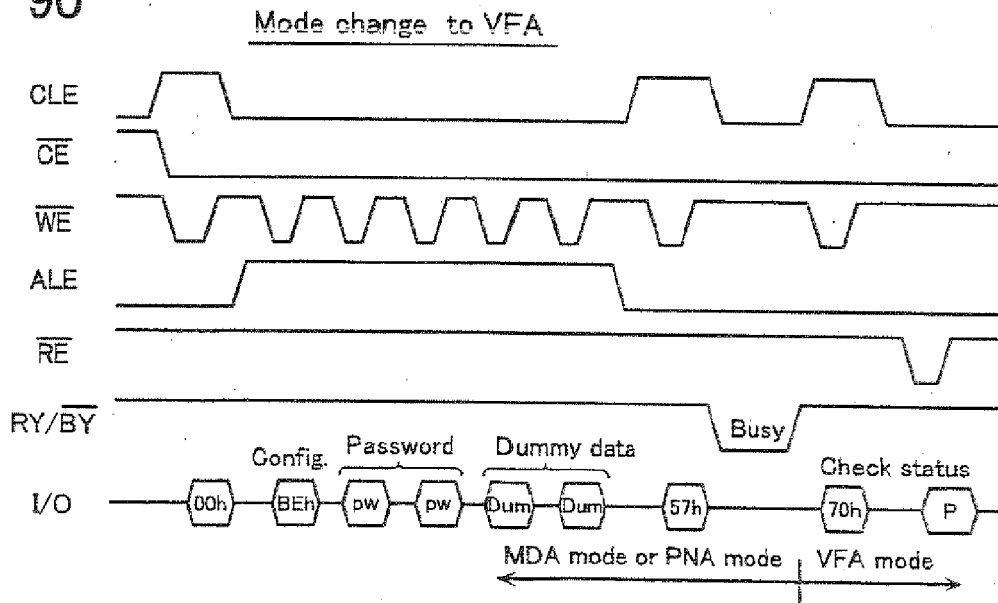 90
Mode change to VFA
CLE
CE
WE
ALE
RE
RY/BY
Busy
Config. Password Dummy data
Check status
I/O 00h BEh pw pw Dum Dum 57h 70h P
MDA mode or PNA mode VFA mode